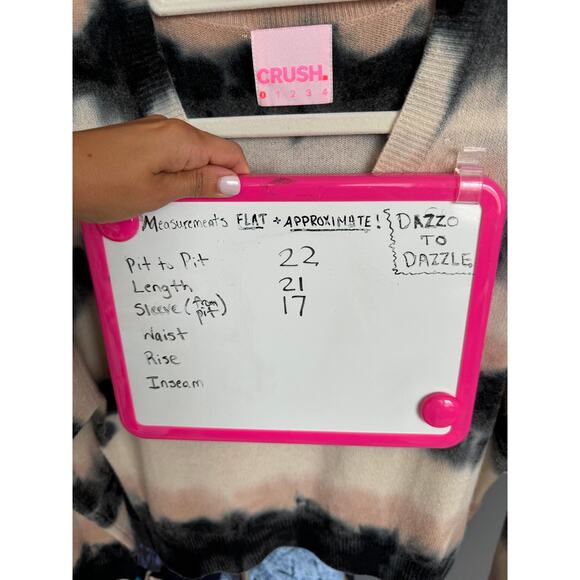 CRUSH.
0 1 2 3 4
Measurements FLAT + APPROXIMATE!
DAZZO
TO
DAZZLE
Pit to Pit 22
Length 21
Sleeve (from pit) 17
Waist
Rise
Inseam